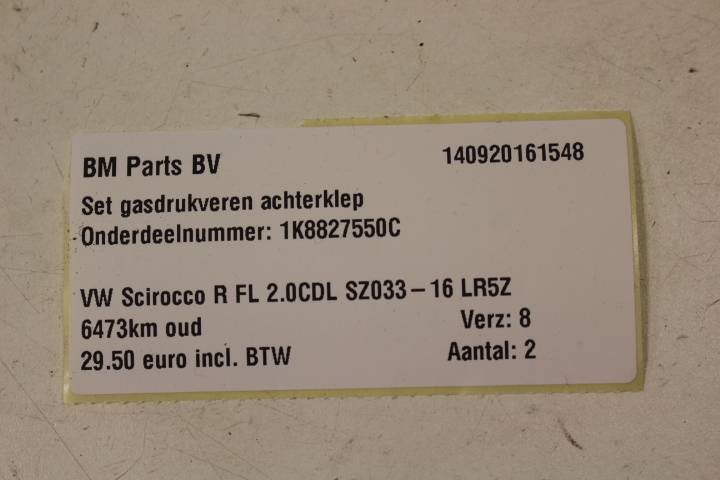 BM Parts BV 140920161548
Set gasdrukveren achterklep
Onderdeelnummer: 1K8827550C
VW Scirocco R FL 2.0CDL SZ033-16 LR5Z
6473km oud Verz: 8
29.50 euro incl. BTW Aantal: 2